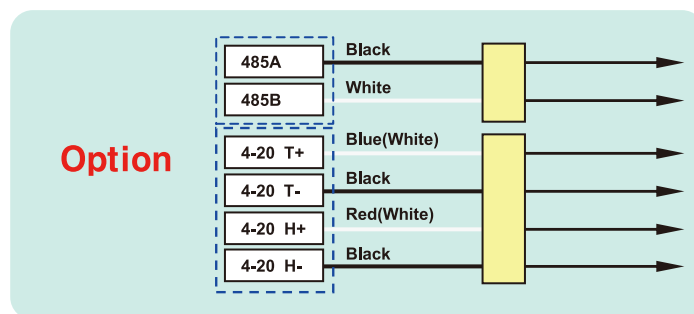 Option
485A Black
485B White
4-20 T+ Blue(White)
4-20 T- Black
4-20 H+ Red(White)
4-20 H- Black